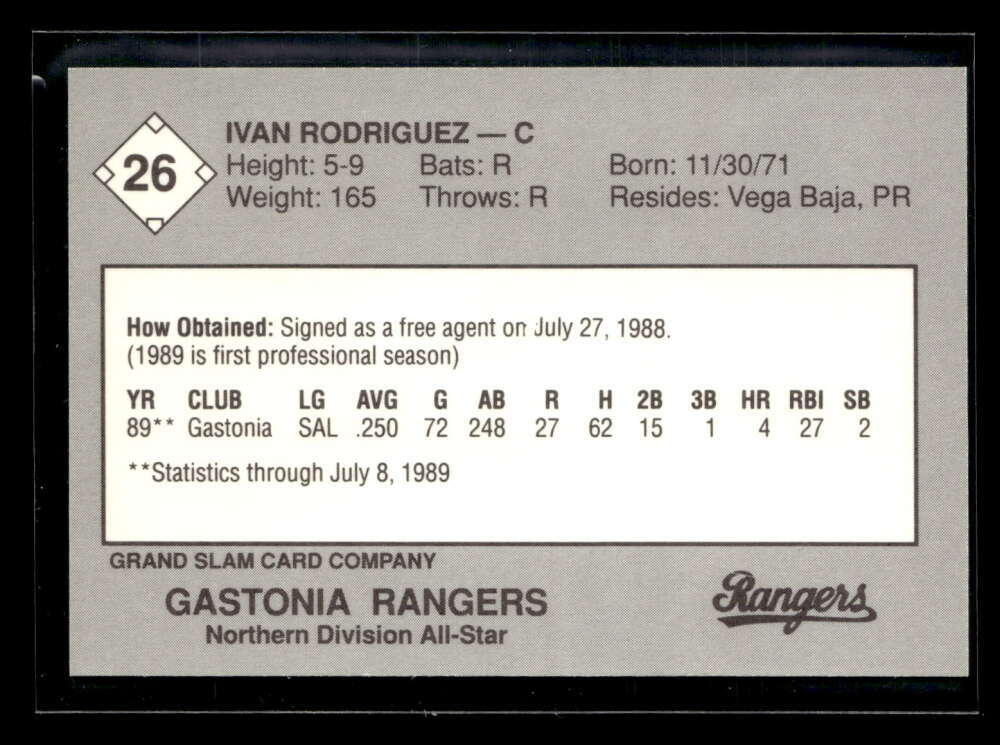 26
IVAN RODRIGUEZ — C
Height: 5-9 Bats: R Born: 11/30/71
Weight: 165 Throws: R Resides: Vega Baja, PR
How Obtained: Signed as a free agent on July 27, 1988.
(1989 is first professional season)
YR CLUB LG AVG G AB R H 2B 3B HR RBI SB
89** Gastonia SAL .250 72 248 27 62 15 1 4 27 2
**Statistics through July 8, 1989
GRAND SLAM CARD COMPANY
GASTONIA RANGERS
Northern Division All-Star
Rangers